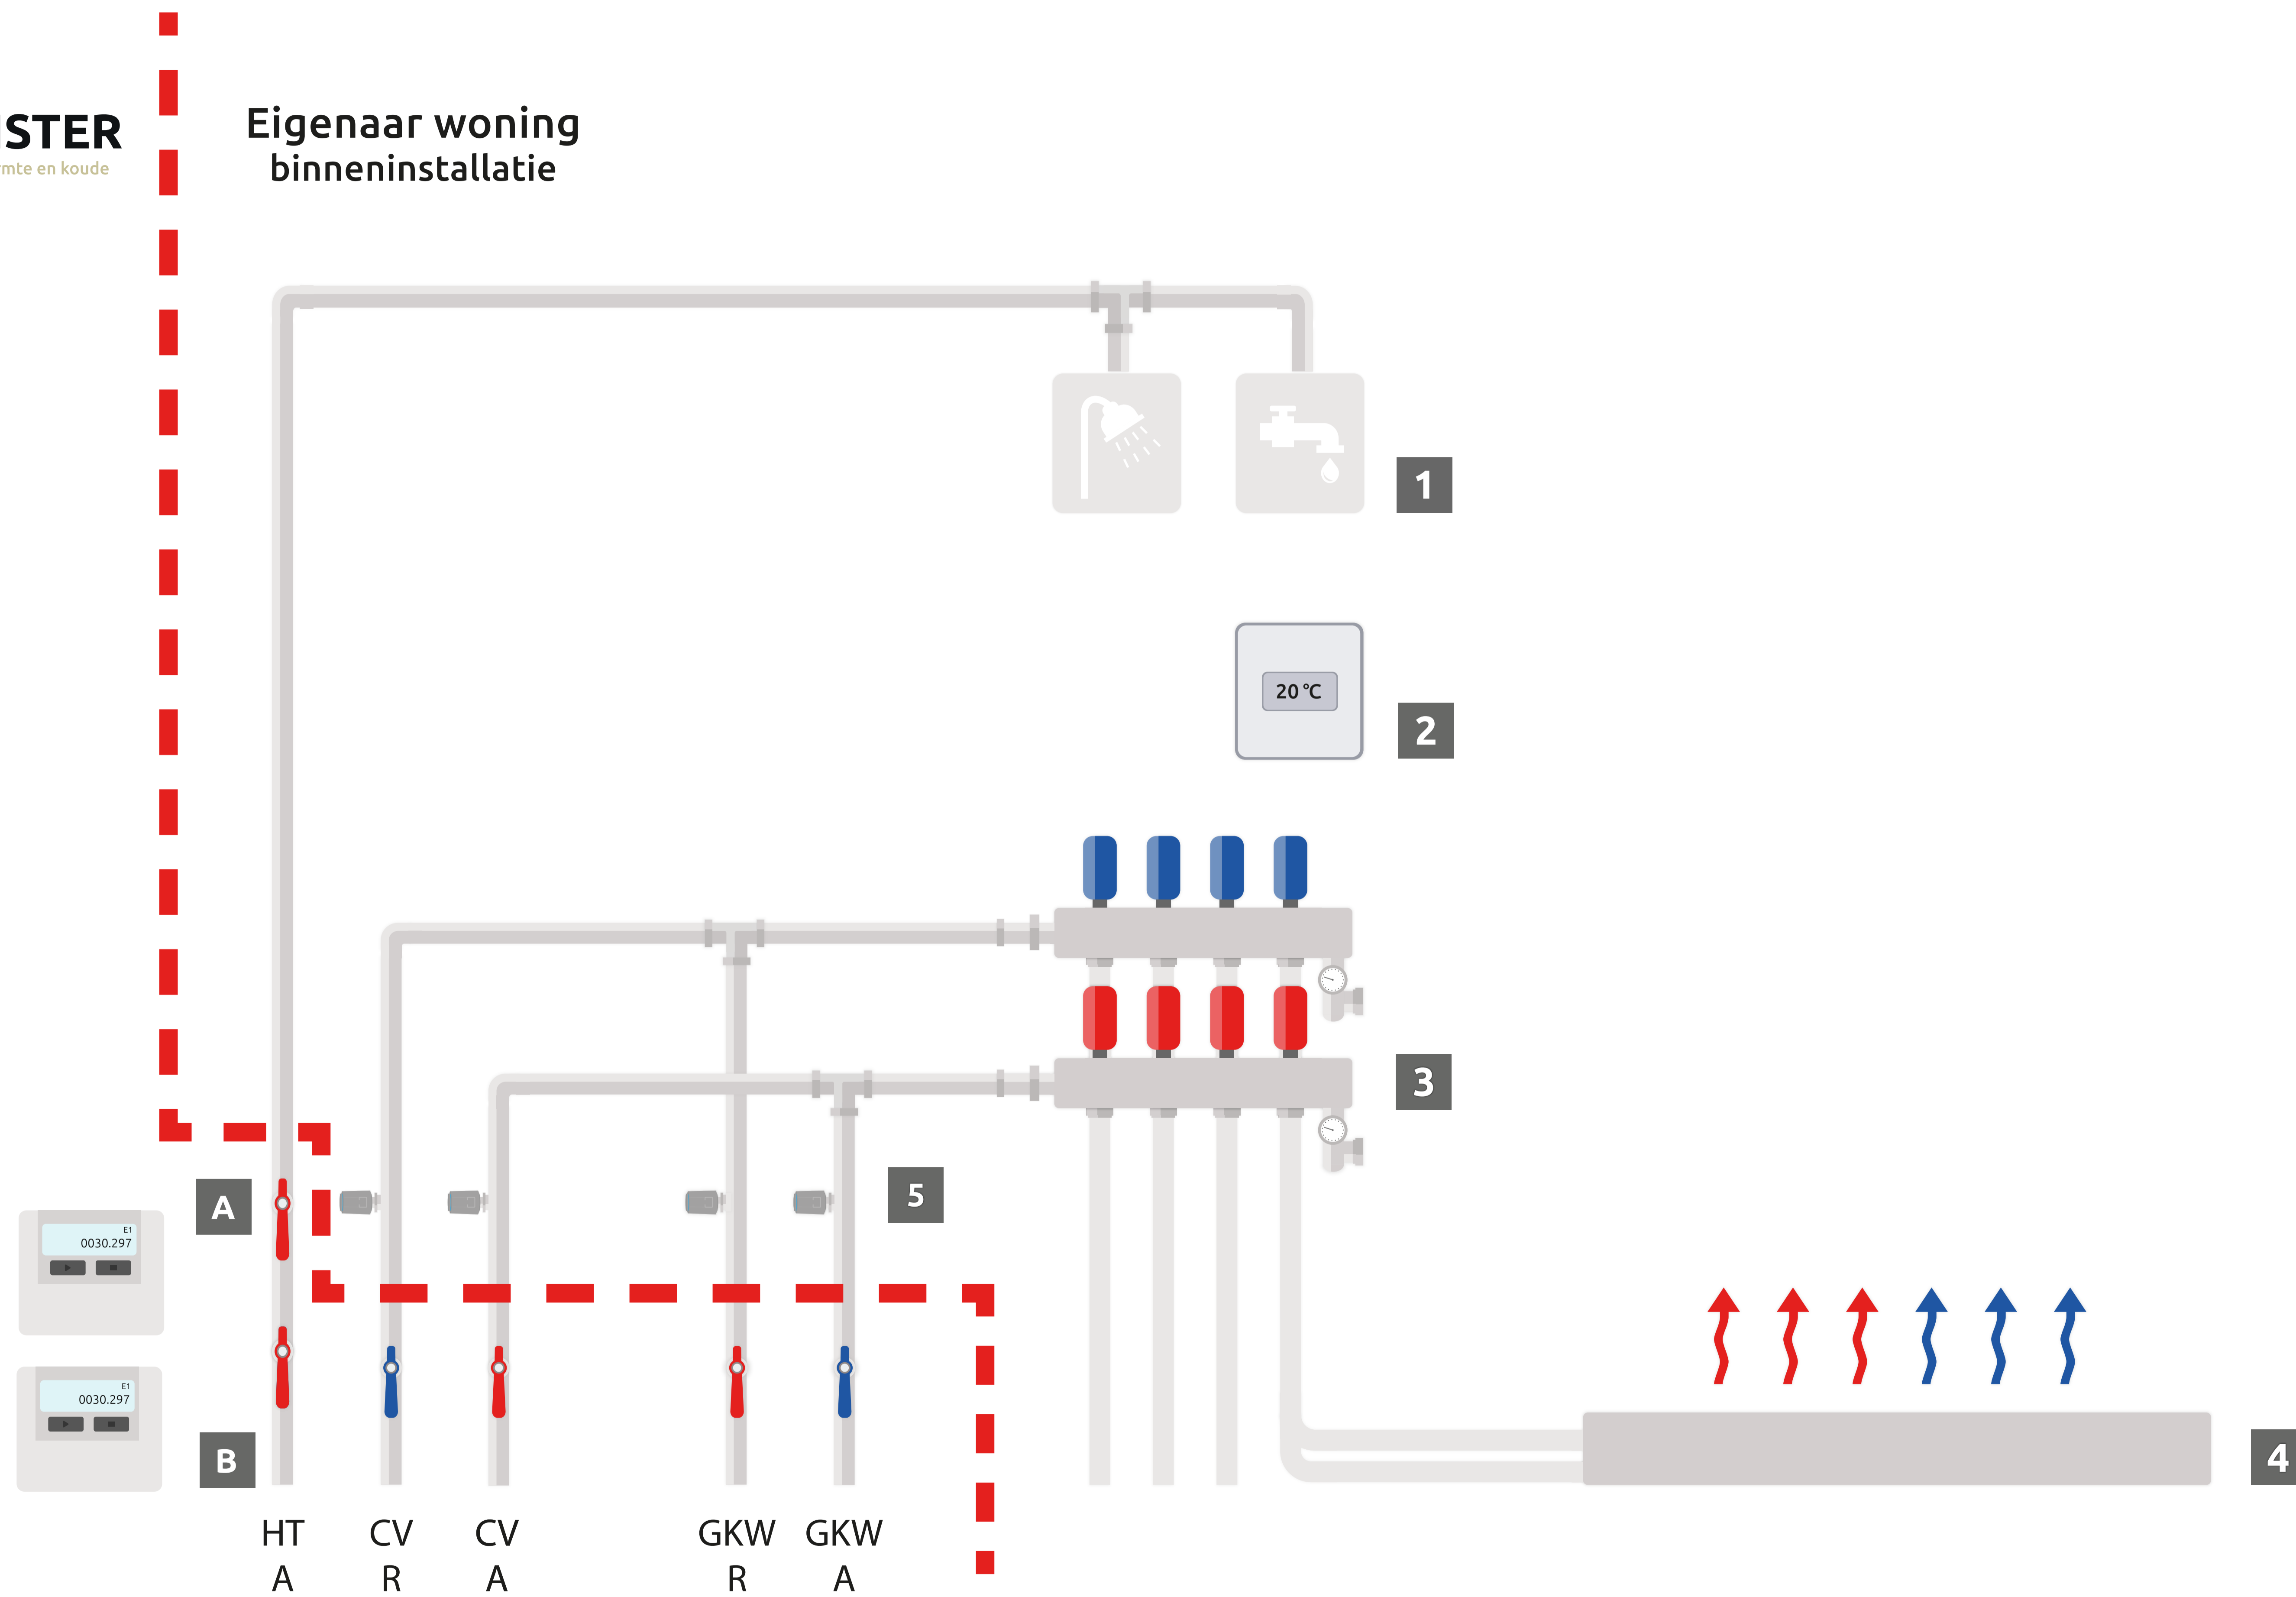 STER
mte en koude
Eigenaar woning
binneninstallatie
1
20 °C
2
3
A
5
E1
0030.297
E1
0030.297
B
4
HT CV CV GKW GKW
A R A R A